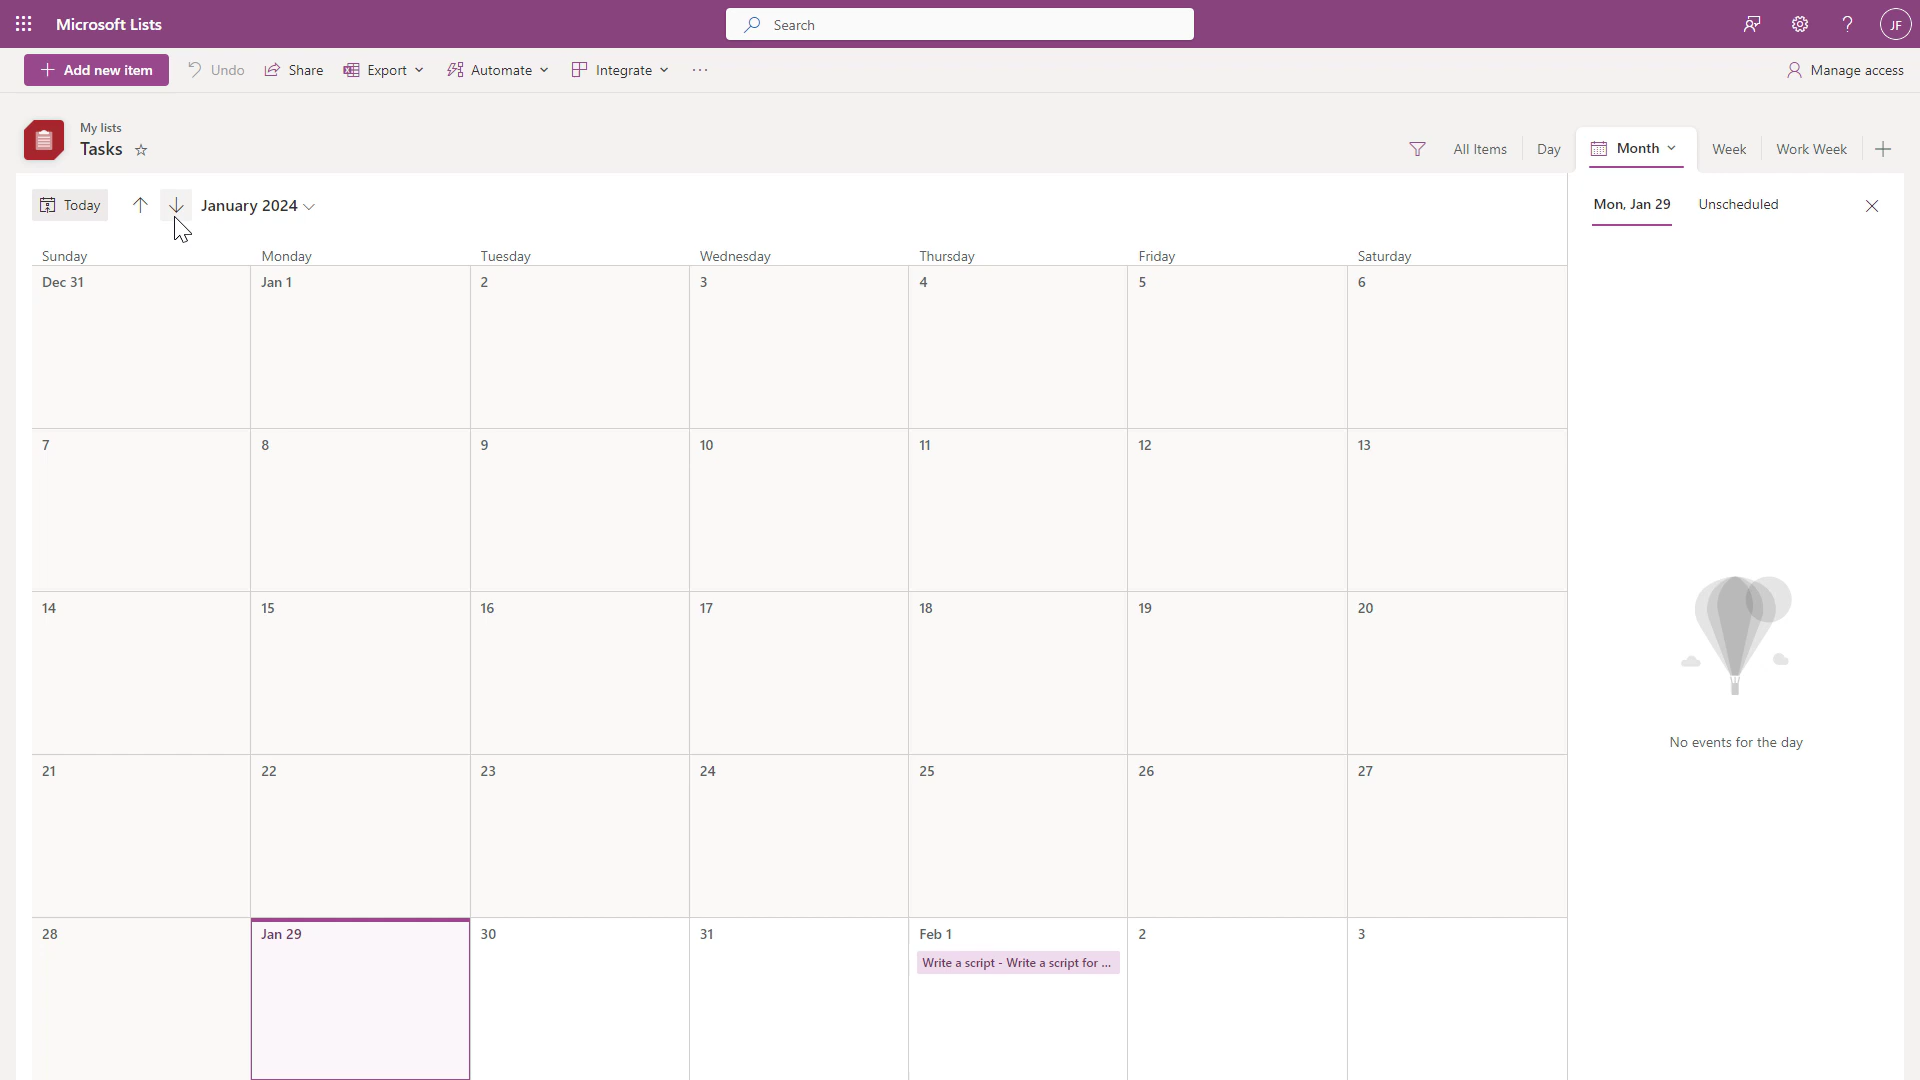 Microsoft Lists
Search
JF
Add new item
Undo
Share
Export
Automate
Integrate
Manage access
My lists
Tasks
All Items
Day
Month
Week
Work Week
Today
January 2024
Mon, Jan 29
Unscheduled
Sunday Monday Tuesday Wednesday Thursday Friday Saturday
Dec 31 Jan 1 2 3 4 5 6
7 8 9 10 11 12 13
14 15 16 17 18 19 20
21 22 23 24 25 26 27
28 Jan 29 30 31 Feb 1 2 3
Write a script - Write a script for ...
No events for the day